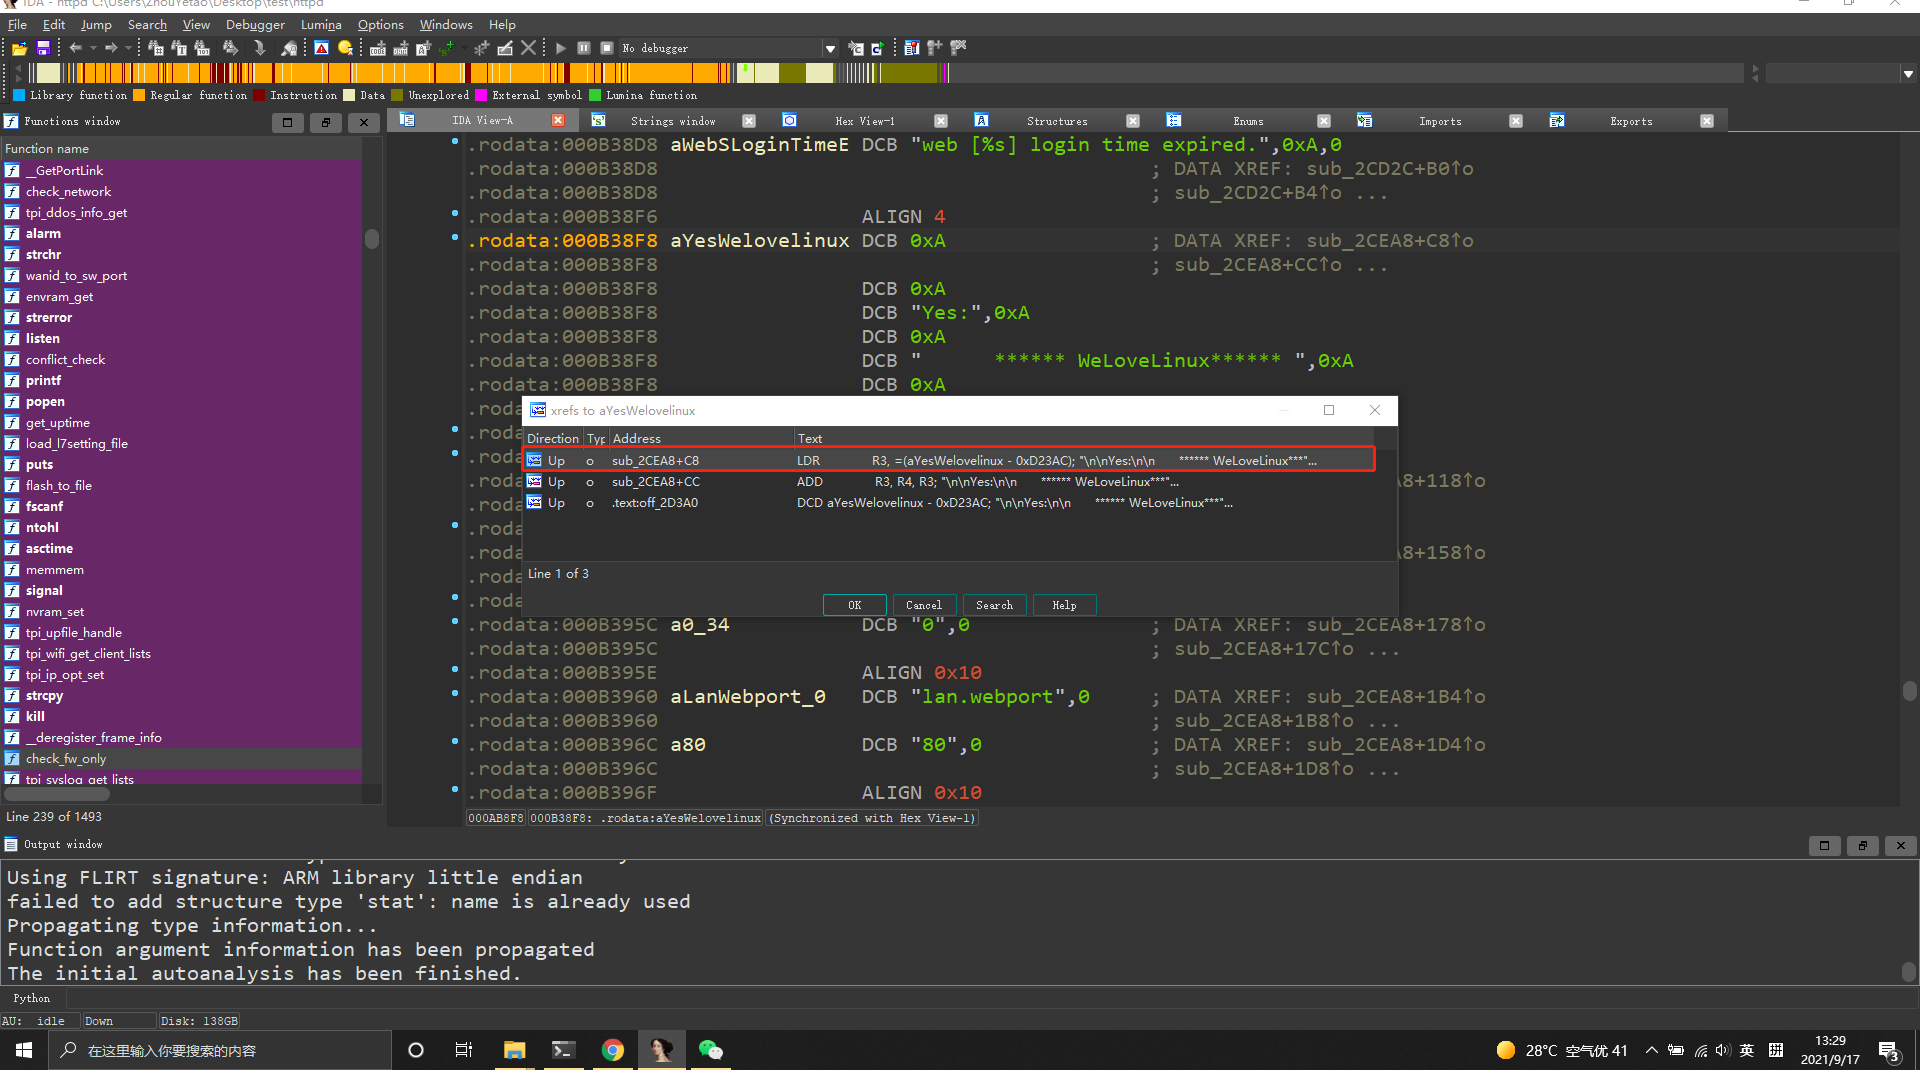 IDA - httpd C:\Users\ZhouYetao\Desktop\test\httpd
File Edit Jump Search View Debugger Lumina Options Windows Help
No debugger
Library function Regular function Instruction Data Unexplored External symbol Lumina function
Functions window
IDA View-A Strings window Hex View-1 Structures Enums Imports Exports
Function name
__GetPortLink
check_network
tpi_ddos_info_get
alarm
strchr
wanid_to_sw_port
envram_get
strerror
listen
conflict_check
printf
popen
get_uptime
load_l7setting_file
puts
flash_to_file
fscanf
ntohl
asctime
memmem
signal
nvram_set
tpi_upfile_handle
tpi_wifi_get_client_lists
tpi_ip_opt_set
strcpy
kill
__deregister_frame_info
check_fw_only
tpi_syslog_get_lists
Line 239 of 1493
.rodata:000B38D8 aWebSLoginTimeE DCB "web [%s] login time expired.",0xA,0
.rodata:000B38D8 ; DATA XREF: sub_2CD2C+B0↑o
.rodata:000B38D8 ; sub_2CD2C+B4↑o ...
.rodata:000B38F6 ALIGN 4
.rodata:000B38F8 aYesWelovelinux DCB 0xA ; DATA XREF: sub_2CEA8+C8↑o
.rodata:000B38F8 ; sub_2CEA8+CC↑o ...
.rodata:000B38F8 DCB 0xA
.rodata:000B38F8 DCB "Yes:",0xA
.rodata:000B38F8 DCB 0xA
.rodata:000B38F8 DCB " ****** WeLoveLinux****** ",0xA
.rodata:000B38F8 DCB 0xA
.roda
.roda
.roda
.roda A8+118↑o
.roda
.roda
.roda A8+158↑o
.roda
.roda
xrefs to aYesWelovelinux
Direction Typ Address Text
Up o sub_2CEA8+C8 LDR R3, =(aYesWelovelinux - 0xD23AC); "\n\nYes:\n\n ****** WeLoveLinux***"...
Up o sub_2CEA8+CC ADD R3, R4, R3; "\n\nYes:\n\n ****** WeLoveLinux***"...
Up o .text:off_2D3A0 DCD aYesWelovelinux - 0xD23AC; "\n\nYes:\n\n ****** WeLoveLinux***"...
Line 1 of 3
OK Cancel Search Help
.rodata:000B395C a0_34 DCB "0",0 ; DATA XREF: sub_2CEA8+178↑o
.rodata:000B395C ; sub_2CEA8+17C↑o ...
.rodata:000B395E ALIGN 0x10
.rodata:000B3960 aLanWebport_0 DCB "lan.webport",0 ; DATA XREF: sub_2CEA8+1B4↑o
.rodata:000B3960 ; sub_2CEA8+1B8↑o ...
.rodata:000B396C a80 DCB "80",0 ; DATA XREF: sub_2CEA8+1D4↑o
.rodata:000B396C ; sub_2CEA8+1D8↑o ...
.rodata:000B396F ALIGN 0x10
000AB8F8 000B38F8: .rodata:aYesWelovelinux (Synchronized with Hex View-1)
Output window
Using FLIRT signature: ARM library little endian
failed to add structure type 'stat': name is already used
Propagating type information...
Function argument information has been propagated
The initial autoanalysis has been finished.
Python
AU: idle Down Disk: 138GB
在这里输入你要搜索的内容
28°C 空气优 41
英
拼
13:29
2021/9/17
3